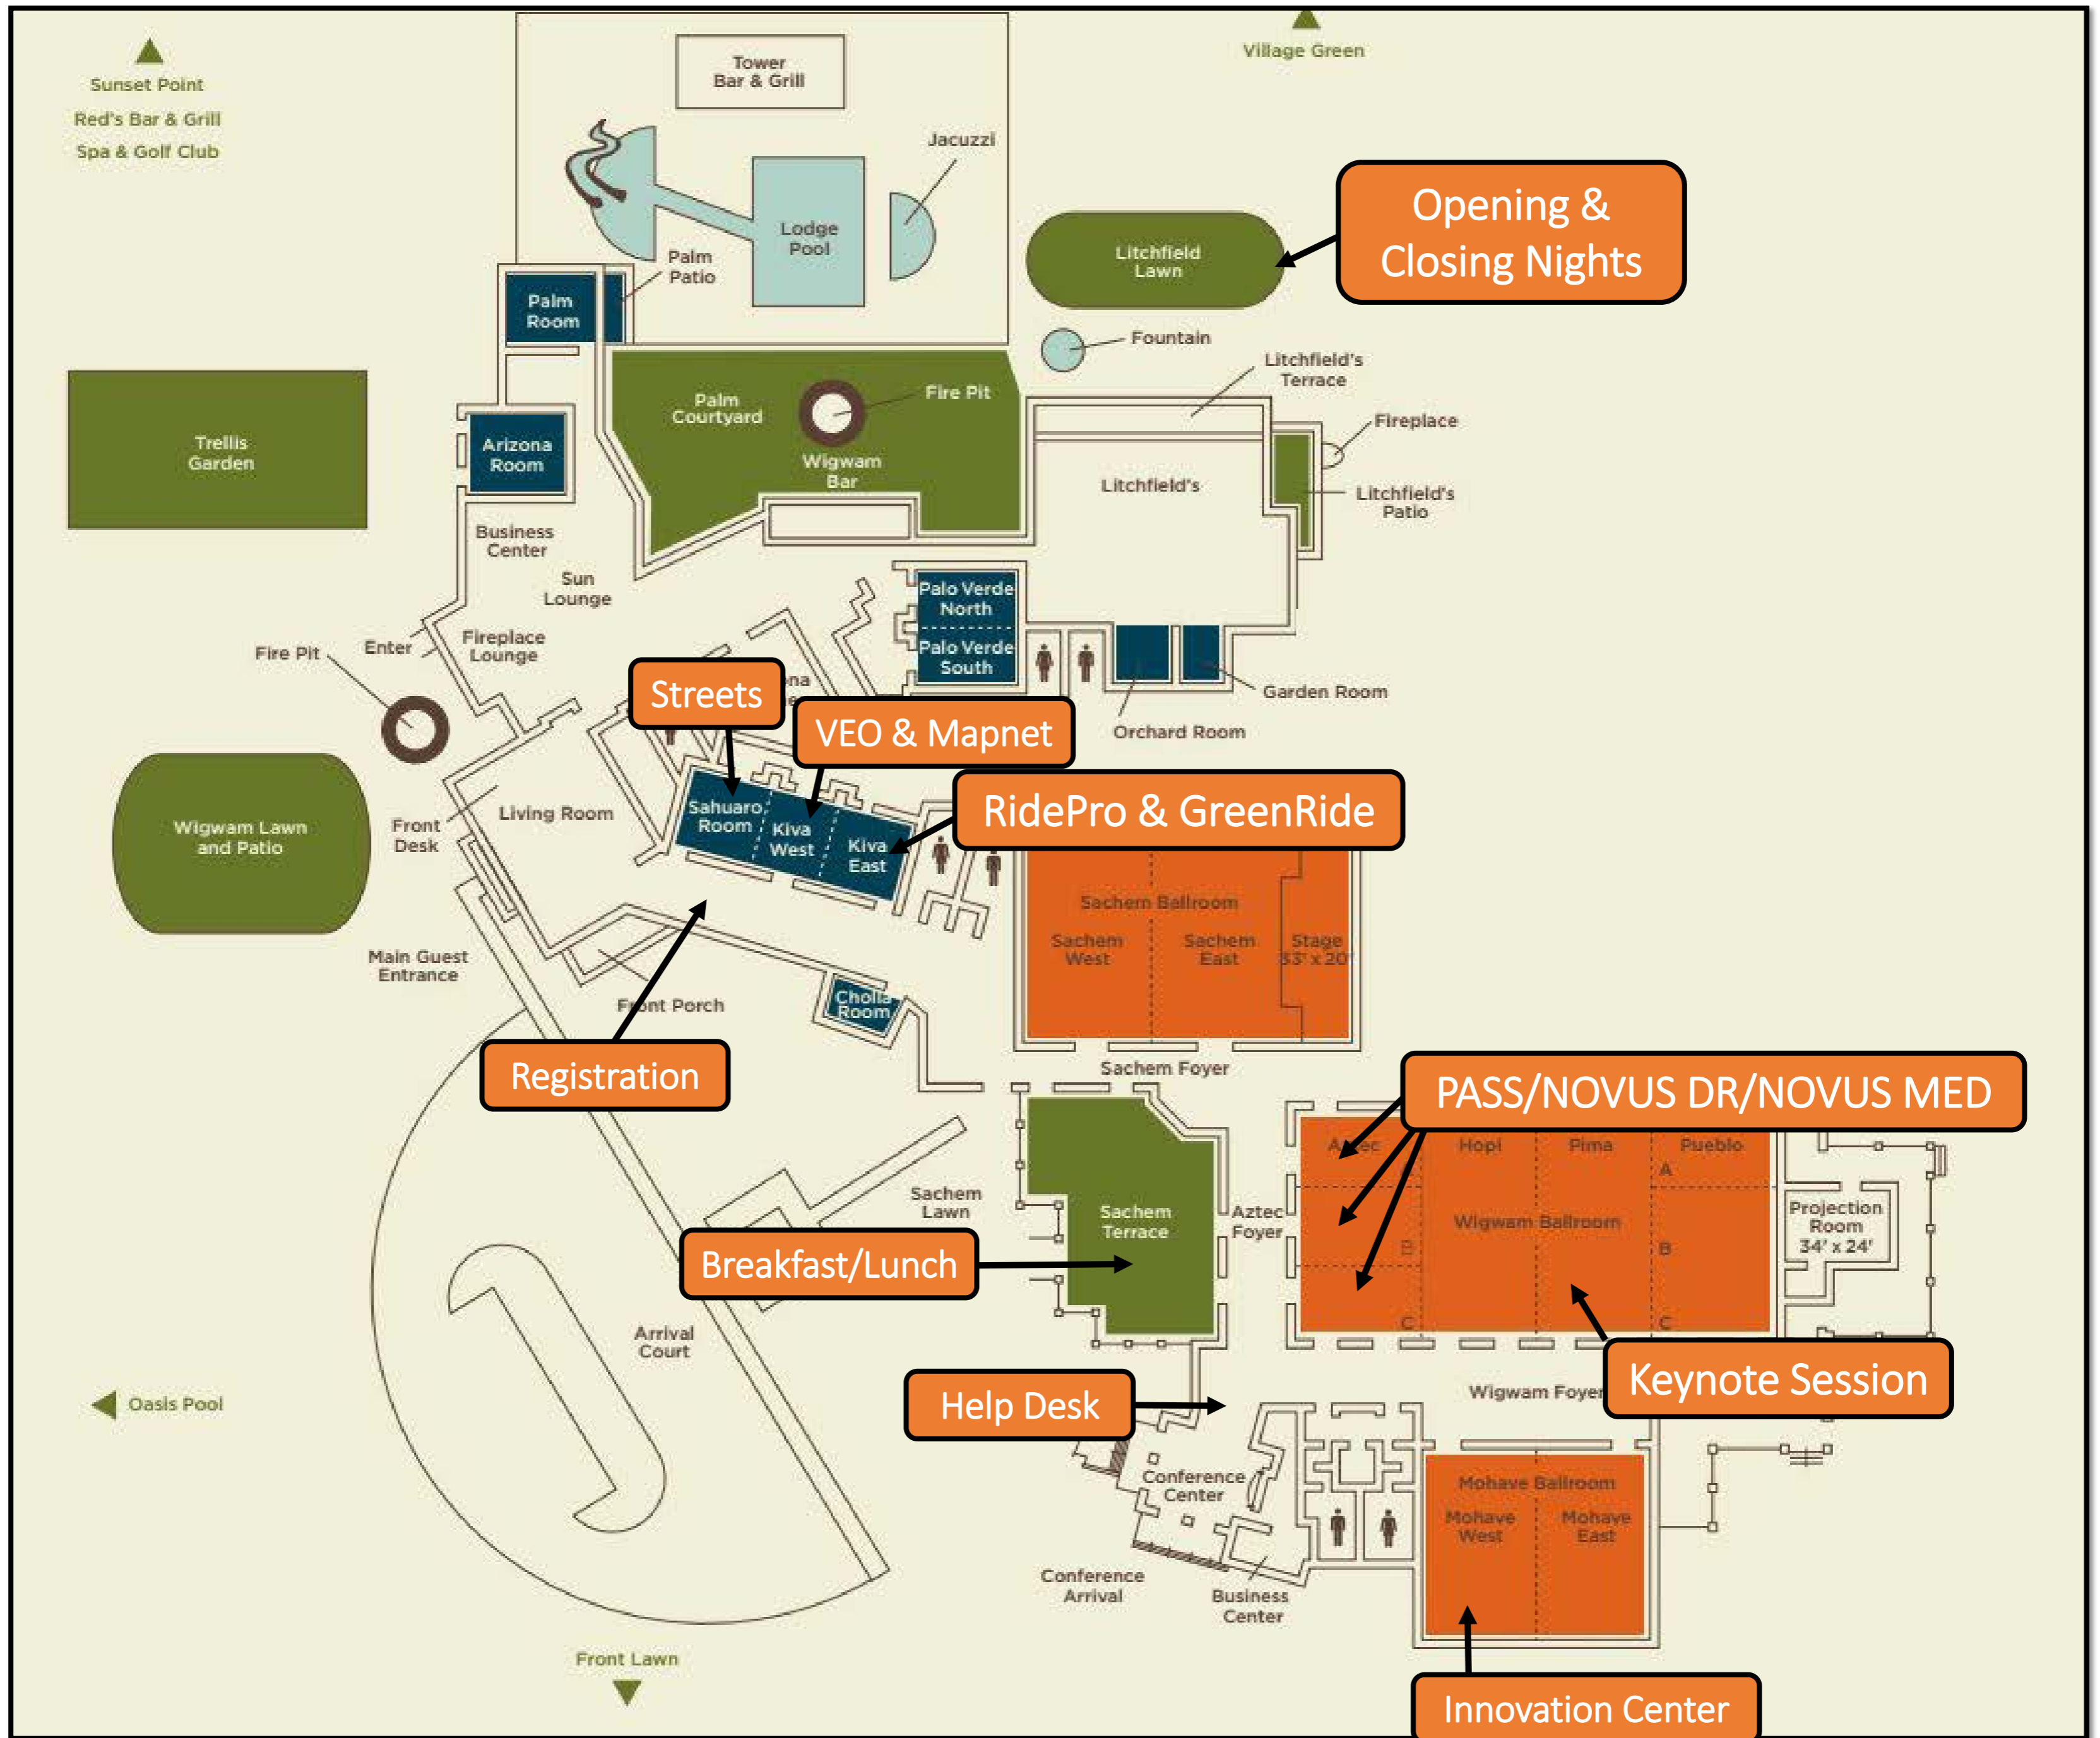 Sunset Point
Red's Bar & Grill
Spa & Golf Club
Village Green
Tower
Bar & Grill
Jacuzzi
Lodge
Pool
Palm
Patio
Palm
Room
Litchfield
Lawn
Opening &
Closing Nights
Fountain
Litchfield's
Terrace
Fireplace
Trellis
Garden
Arizona
Room
Palm
Courtyard
Fire Pit
Wigwam
Bar
Litchfield's
Litchfield's
Patio
Business
Center
Sun
Lounge
Palo Verde
North
Palo Verde
South
Fire Pit
Enter
Fireplace
Lounge
Garden Room
Orchard Room
Streets
VEO & Mapnet
RidePro & GreenRide
Wigwam Lawn
and Patio
Front
Desk
Living Room
Sahuaro
Room
Kiva
West
Kiva
East
Sachem Ballroom
Sachem
West
Sachem
East
Stage
33' x 20'
Main Guest
Entrance
Front Porch
Cholla
Room
Registration
Sachem Foyer
PASS/NOVUS DR/NOVUS MED
Aztec
Hopi
Pima
Pueblo
A
A
Sachem
Lawn
Sachem
Terrace
Aztec
Foyer
Wigwam Ballroom
B
B
Projection
Room
34' x 24'
Breakfast/Lunch
C
C
Arrival
Court
Keynote Session
Oasis Pool
Help Desk
Wigwam Foyer
Conference
Center
Mohave Ballroom
Mohave
West
Mohave
East
Conference
Arrival
Business
Center
Front Lawn
Innovation Center